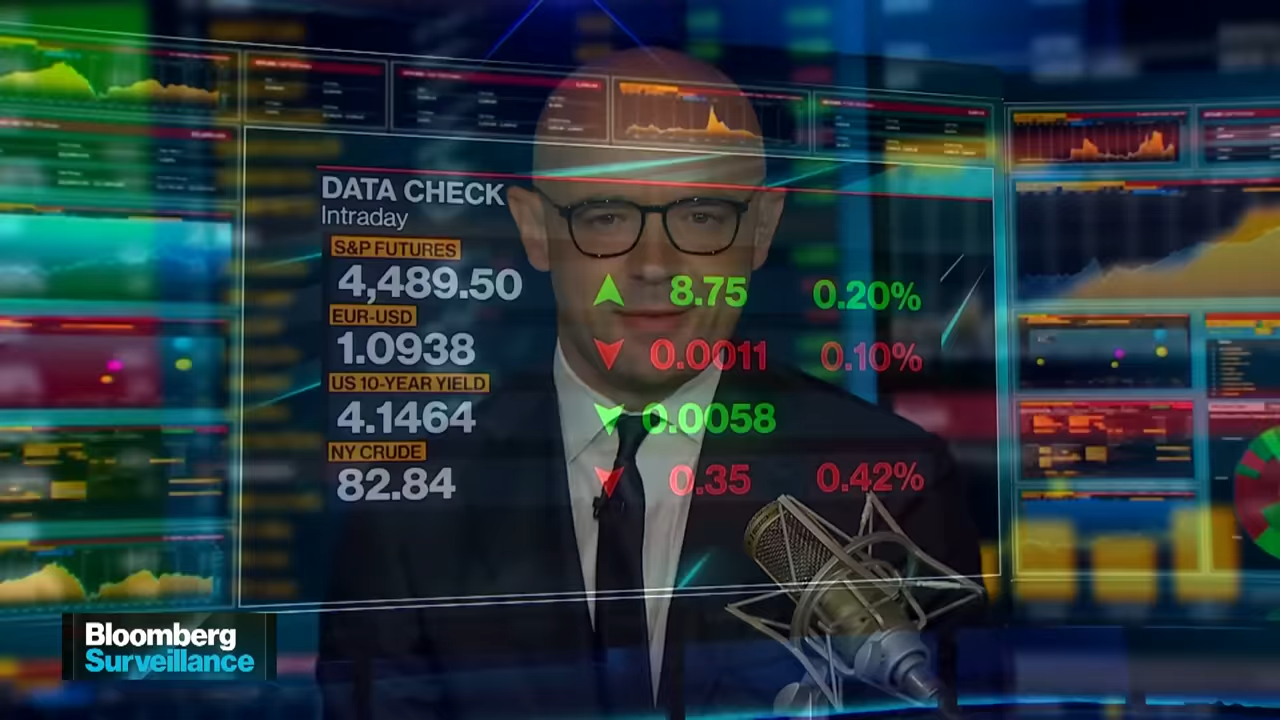 DATA CHECK
Intraday
S&P FUTURES
4,489.50 8.75 0.20%
EUR-USD
1.0938 0.0011 0.10%
US 10-YEAR YIELD
4.1464 0.0058
NY CRUDE
82.84 0.35 0.42%
Bloomberg
Surveillance